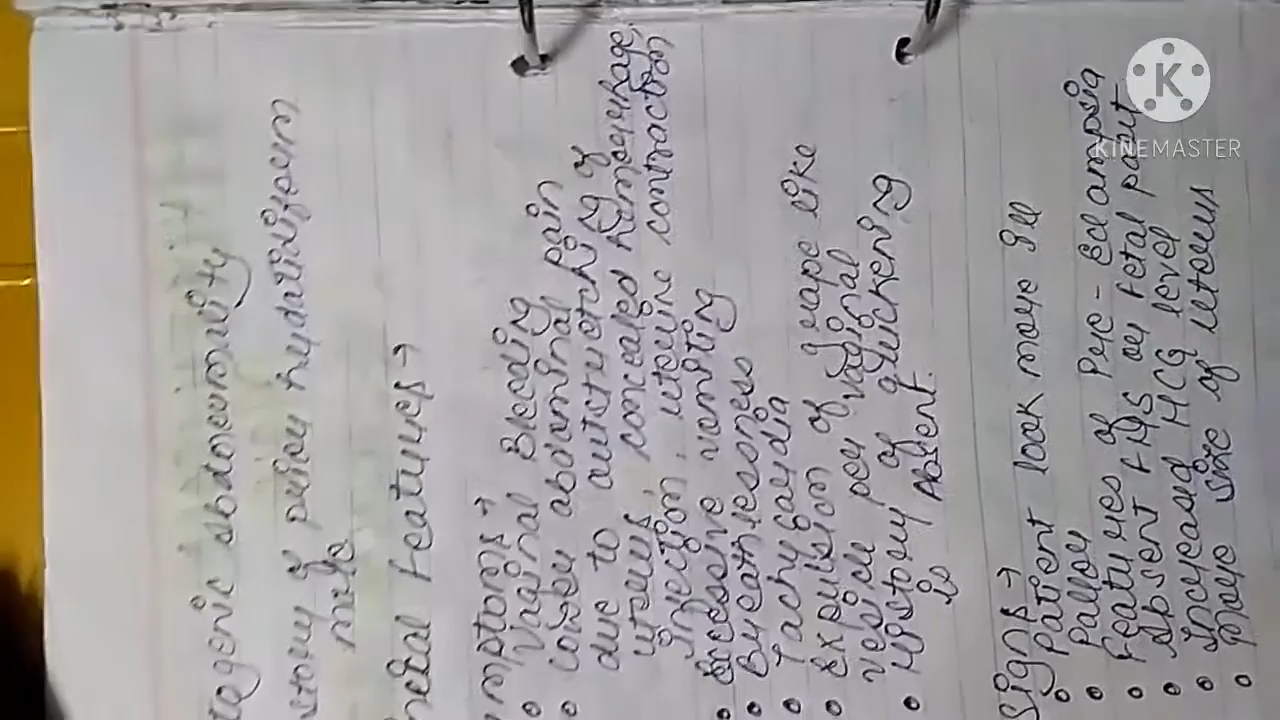 togenic abnormality
story of prior hydatidiform
mole
nical Features →
mptoms →
• Vaginal Bleeding
• Lower abdominal pain
due to overstretching of
uterus, concealed hemorrhage,
Infection, uterine contraction
• Excessive vomiting
• Breathlessness
• Tachycardia
• Expulsion of grape like
vesicle per vaginal
• History of quickening
is Absent.
Signs →
• Patient look more ill
• Pallor
• Features of Pre-Eclampsia
• Absent FHS or Fetal part
• Increased HCG level
• More size of uterus
K
KINEMASTER